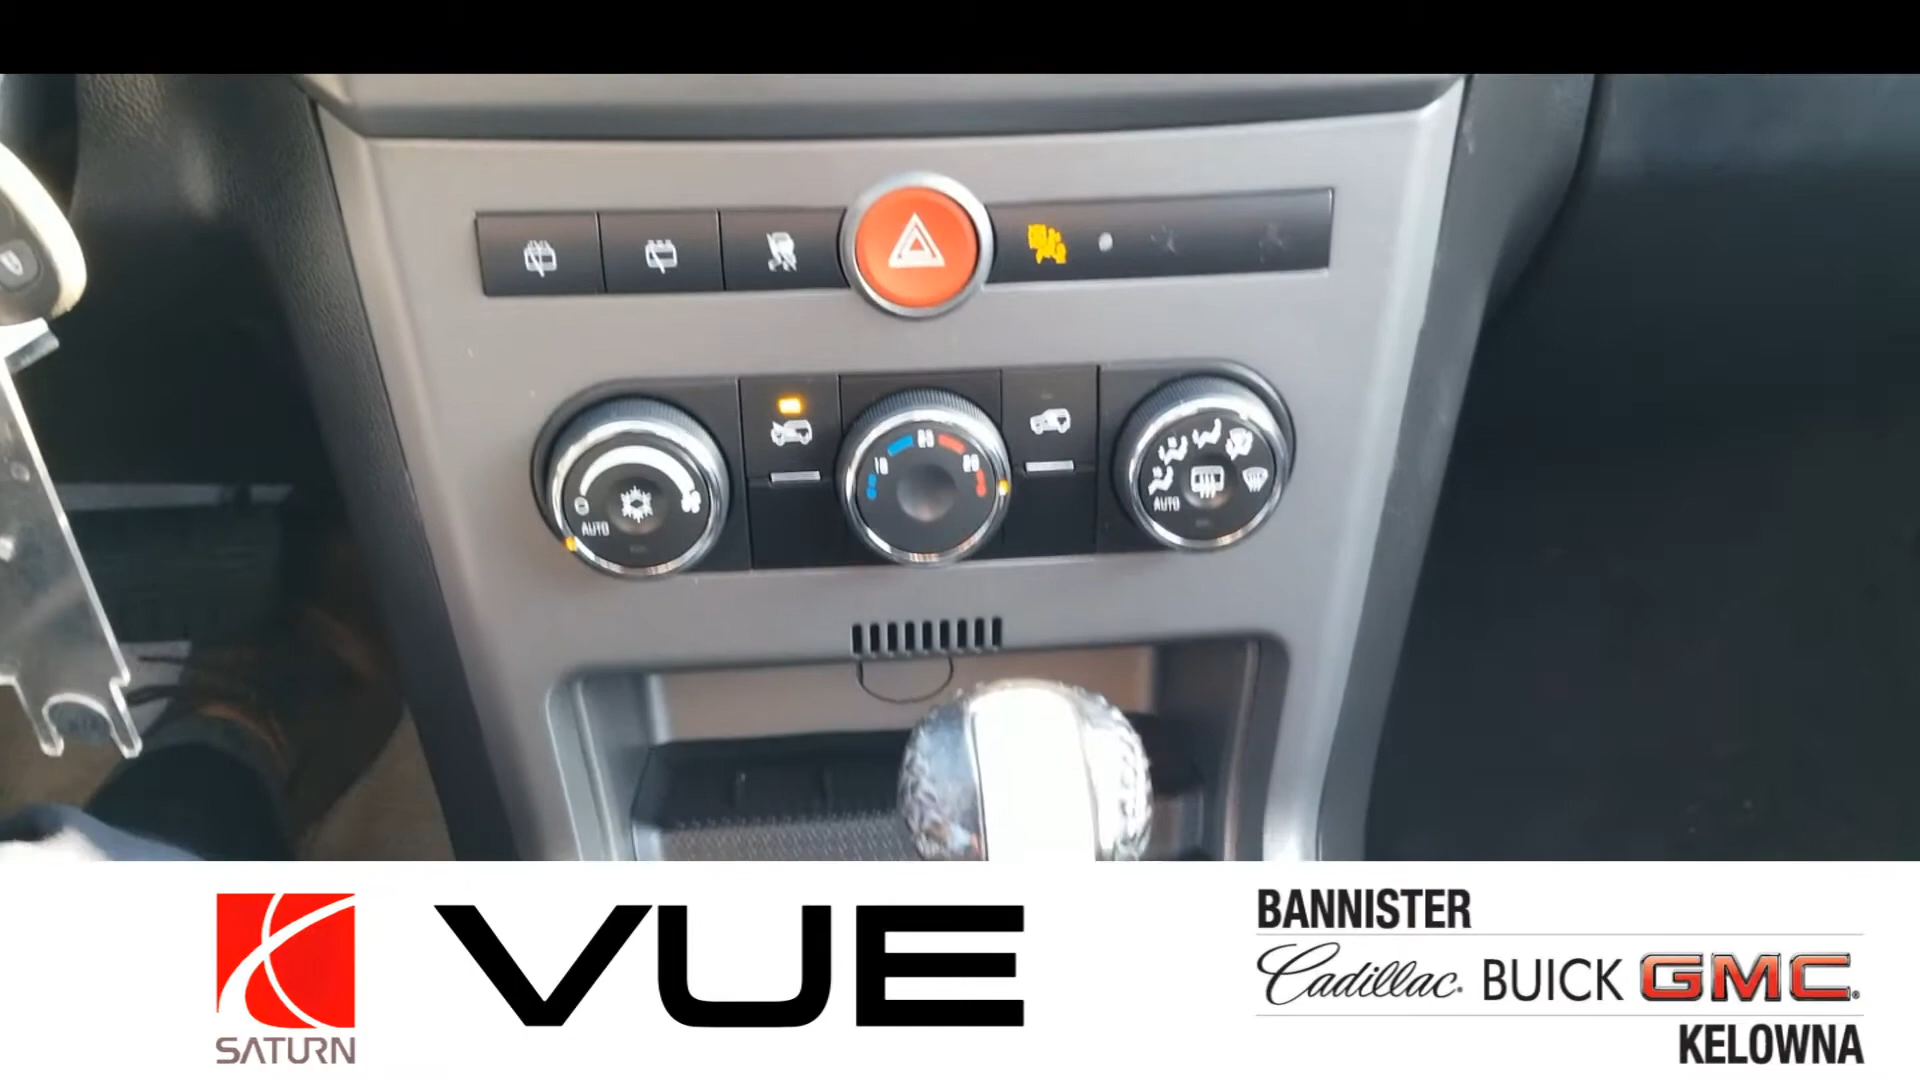 AUTO
AUTO
SATURN
VUE
BANNISTER
Cadillac BUICK GMC
KELOWNA